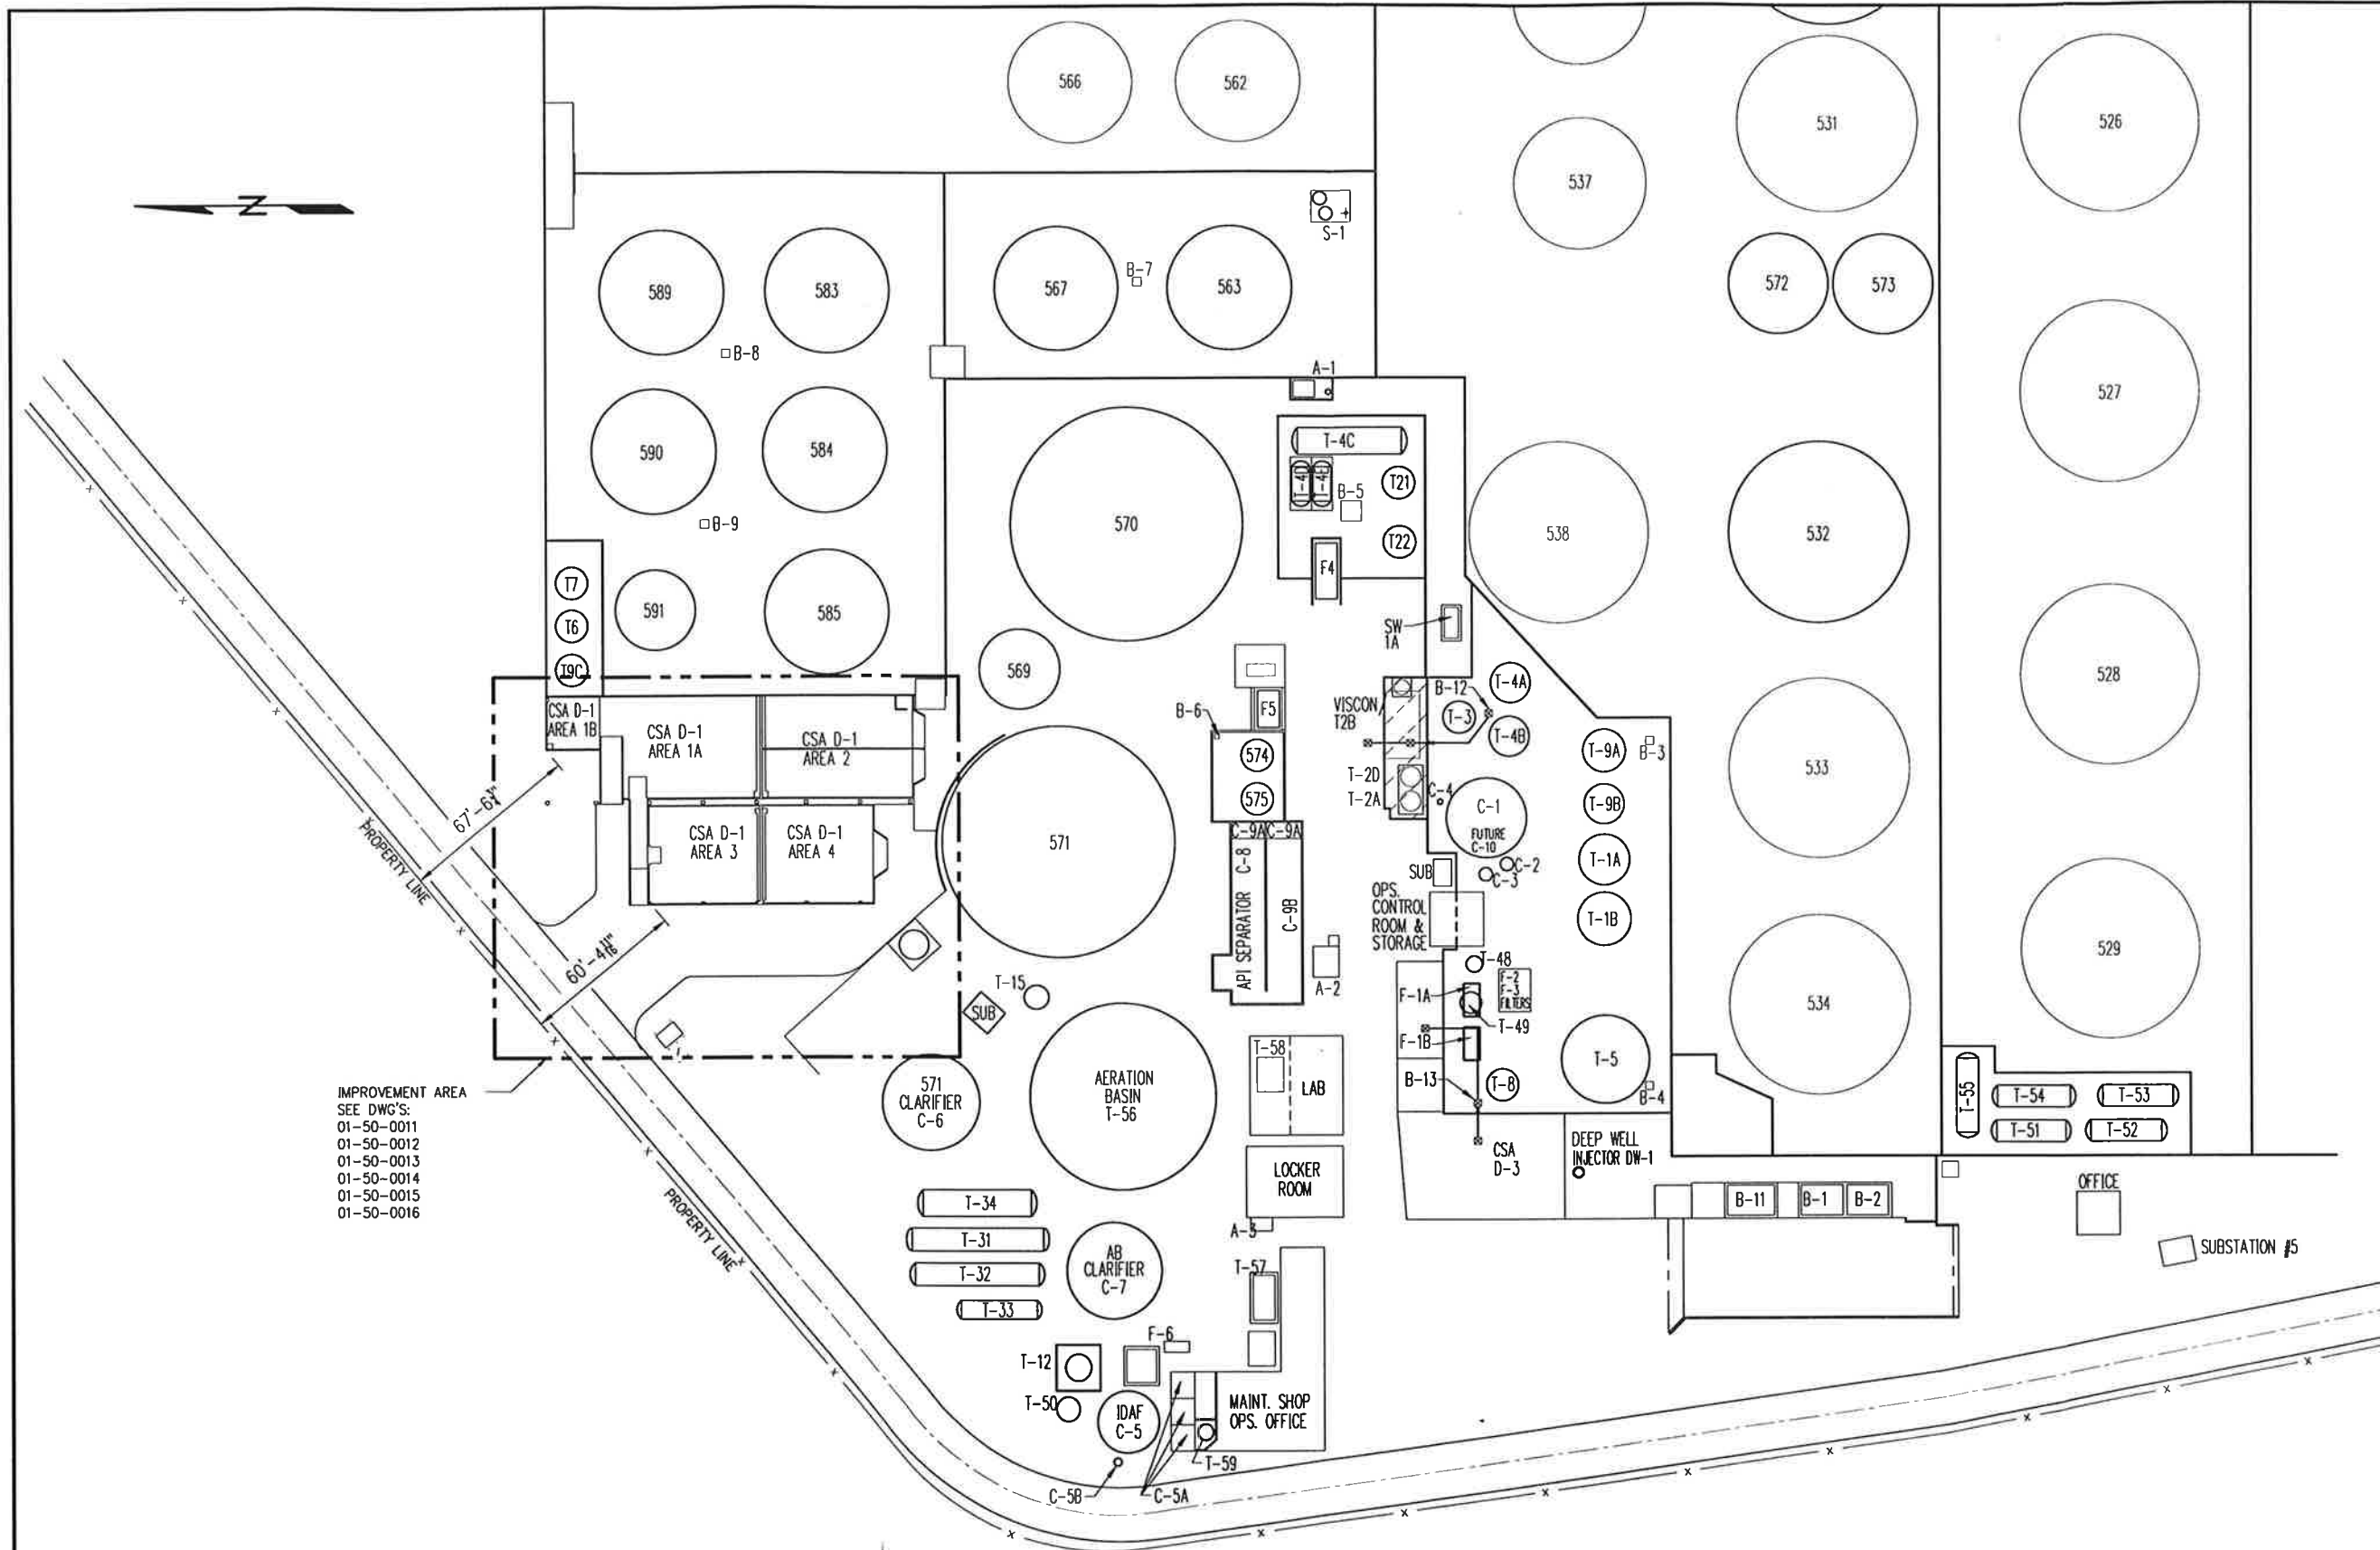 566
562
531
526
537
N
S-1
589
583
567
B-7
563
572
573
B-8
A-1
527
590
584
T-4C
T-4D
T-4E
B-5
T21
B-9
570
T22
538
532
T7
F4
591
585
T6
SW
1A
T9C
569
528
T-4A
B-12
VISCON
T2B
T-3
T-4B
B-6
F5
CSA D-1
AREA 1B
CSA D-1
AREA 1A
CSA D-1
AREA 2
574
T-9A
B-3
533
T-2D
T-2A
575
C-4
C-1
FUTURE
C-10
T-9B
67'-6¾"
PROPERTY LINE
CSA D-1
AREA 3
CSA D-1
AREA 4
571
C-9A
C-9A
API SEPARATOR C-8
C-9B
SUB
C-2
C-3
T-1A
OPS.
CONTROL
ROOM &
STORAGE
T-1B
529
60'-4 11/16"
T-48
F-2
F-3
FILTERS
T-15
A-2
F-1A
534
SUB
T-49
F-1B
T-58
LAB
T-5
571
CLARIFIER
C-6
AERATION
BASIN
T-56
B-13
T-8
B-4
T-55
T-54
T-53
T-51
T-52
IMPROVEMENT AREA
SEE DWG'S:
01-50-0011
01-50-0012
01-50-0013
01-50-0014
01-50-0015
01-50-0016
CSA
D-3
DEEP WELL
INJECTOR DW-1
LOCKER
ROOM
PROPERTY LINE
T-34
B-11
B-1
B-2
OFFICE
A-3
T-31
SUBSTATION #5
AB
CLARIFIER
C-7
T-32
T-57
T-33
F-6
T-12
T-50
IDAF
C-5
MAINT. SHOP
OPS. OFFICE
T-59
C-5B
C-5A